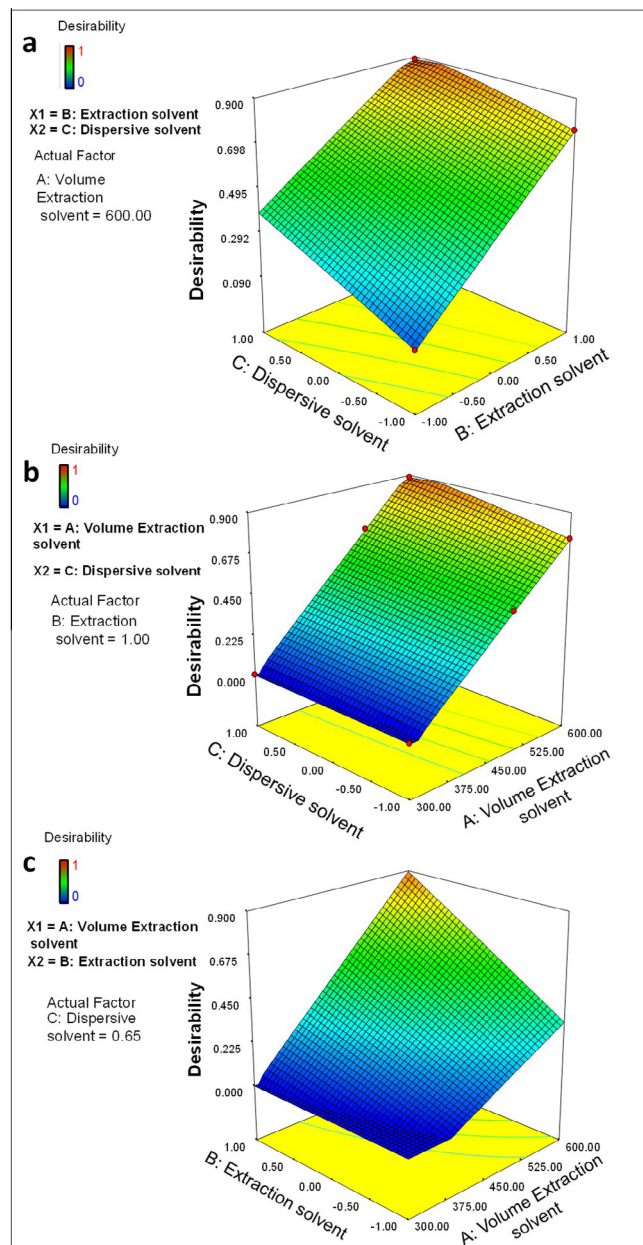 a
Desirability
1
0
X1 = B: Extraction solvent
X2 = C: Dispersive solvent
Actual Factor
A: Volume
Extraction
solvent = 600.00
Desirability
0.900
0.698
0.495
0.292
0.090
1.00
0.50
0.00
-0.50
-1.00
C: Dispersive solvent
-1.00
-0.50
0.00
0.50
1.00
B: Extraction solvent
b
Desirability
1
0
X1 = A: Volume Extraction
solvent
X2 = C: Dispersive solvent
Actual Factor
B: Extraction
solvent = 1.00
Desirability
0.900
0.675
0.450
0.225
0.000
1.00
0.50
0.00
-0.50
-1.00
C: Dispersive solvent
300.00
375.00
450.00
525.00
600.00
A: Volume Extraction
solvent
c
Desirability
1
0
X1 = A: Volume Extraction
solvent
X2 = B: Extraction solvent
Actual Factor
C: Dispersive
solvent = 0.65
Desirability
0.900
0.675
0.450
0.225
0.000
1.00
0.50
0.00
-0.50
-1.00
B: Extraction solvent
300.00
375.00
450.00
525.00
600.00
A: Volume Extraction
solvent